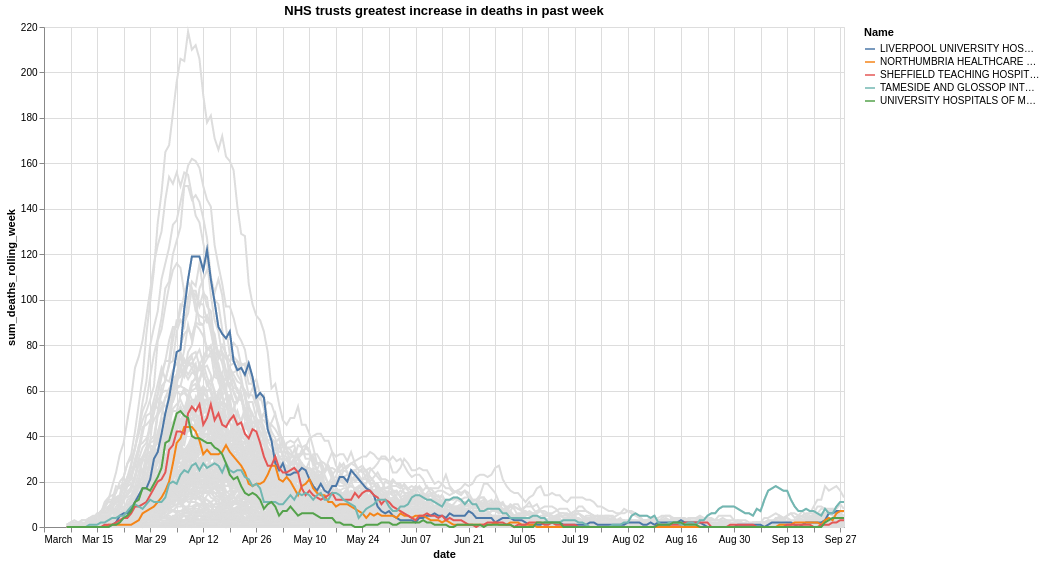 NHS trusts greatest increase in deaths in past week
Name
LIVERPOOL UNIVERSITY HOS…
NORTHUMBRIA HEALTHCARE …
SHEFFIELD TEACHING HOSPIT…
TAMESIDE AND GLOSSOP INT…
UNIVERSITY HOSPITALS OF M…
sum_deaths_rolling_week
220
200
180
160
140
120
100
80
60
40
20
0
March Mar 15 Mar 29 Apr 12 Apr 26 May 10 May 24 Jun 07 Jun 21 Jul 05 Jul 19 Aug 02 Aug 16 Aug 30 Sep 13 Sep 27
date